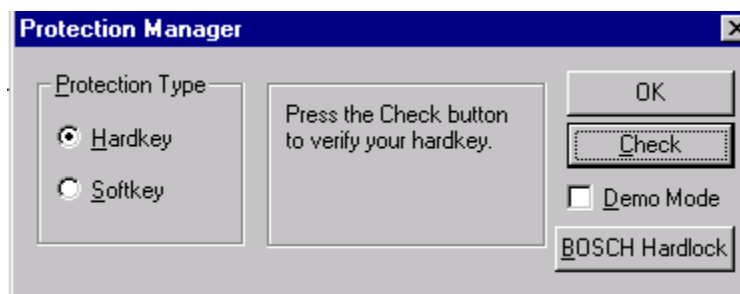 Protection Manager
Protection Type
Hardkey
Softkey
Press the Check button
to verify your hardkey.
OK
Check
Demo Mode
BOSCH Hardlock